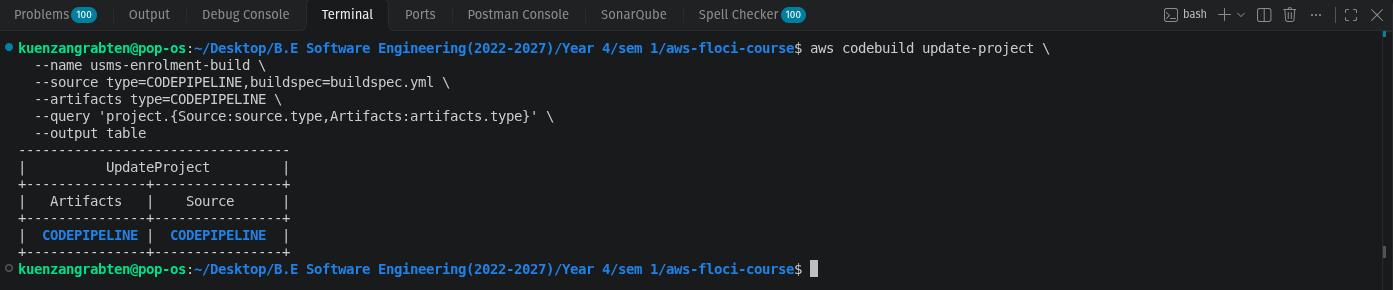 Problems 100 Output Debug Console Terminal Ports Postman Console SonarQube Spell Checker 100 bash
kuenzangrabten@pop-os:~/Desktop/B.E Software Engineering(2022-2027)/Year 4/sem 1/aws-floci-course$ aws codebuild update-project \
  --name usms-enrolment-build \
  --source type=CODEPIPELINE,buildspec=buildspec.yml \
  --artifacts type=CODEPIPELINE \
  --query 'project.{Source:source.type,Artifacts:artifacts.type}' \
  --output table
----------------------------------
|          UpdateProject         |
+---------------+----------------+
|   Artifacts   |    Source      |
+---------------+----------------+
|  CODEPIPELINE |  CODEPIPELINE  |
+---------------+----------------+
kuenzangrabten@pop-os:~/Desktop/B.E Software Engineering(2022-2027)/Year 4/sem 1/aws-floci-course$